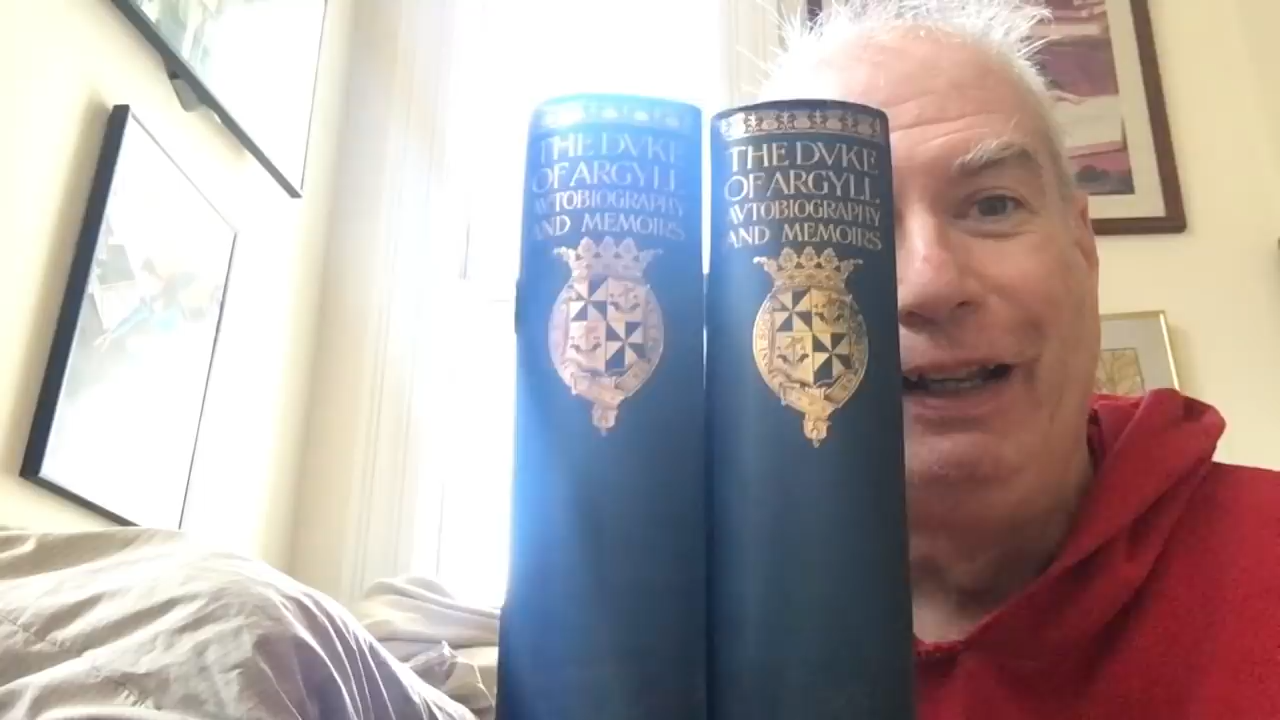 THE DVKE
OF ARGYLL
AVTOBIOGRAPHY
AND MEMOIRS
THE DVKE
OF ARGYLL
AVTOBIOGRAPHY
AND MEMOIRS